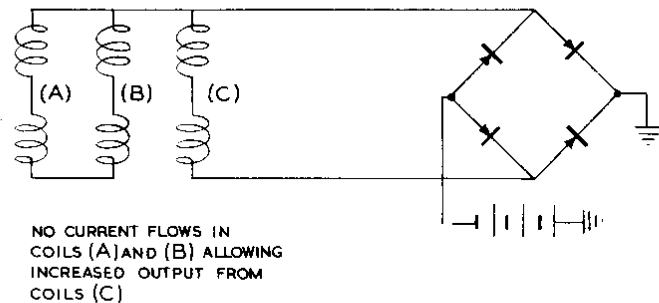 (A) (B) (C)
NO CURRENT FLOWS IN
COILS (A) AND (B) ALLOWING
INCREASED OUTPUT FROM
COILS (C)